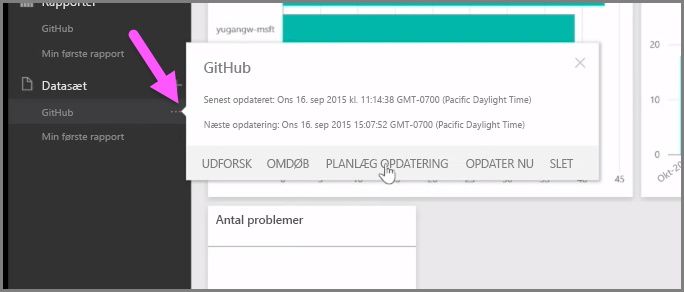 Rapporter
GitHub
Min første rapport
Datasæt
GitHub
Min første rapport
yugangw-msft
GitHub
Senest opdateret: Ons 16. sep 2015 kl. 11:14:38 GMT-0700 (Pacific Daylight Time)
Næste opdatering: Ons 16. sep 2015 15:07:52 GMT-0700 (Pacific Daylight Time)
UDFORSK OMDØB PLANLÆG OPDATERING OPDATER NU SLET
45
Antal problemer
20
10
0
Okt-20